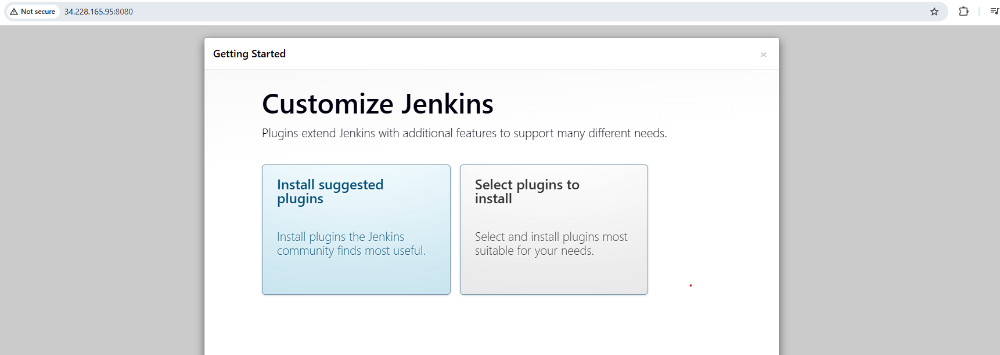 Not secure 34.228.165.95:8080
Getting Started
Customize Jenkins
Plugins extend Jenkins with additional features to support many different needs.
Install suggested
plugins
Install plugins the Jenkins
community finds most useful.
Select plugins to
install
Select and install plugins most
suitable for your needs.